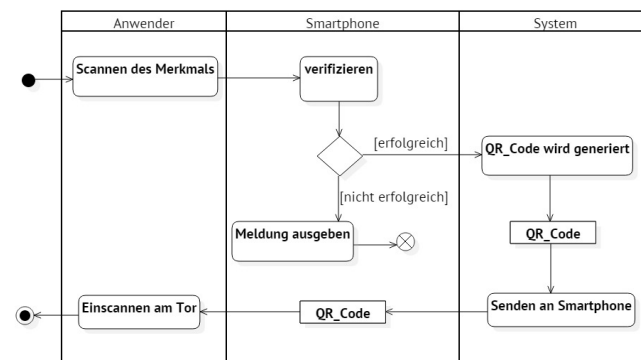 Anwender
Smartphone
System
Scannen des Merkmals
verifizieren
[erfolgreich]
QR_Code wird generiert
[nicht erfolgreich]
Meldung ausgeben
QR_Code
Einscannen am Tor
QR_Code
Senden an Smartphone